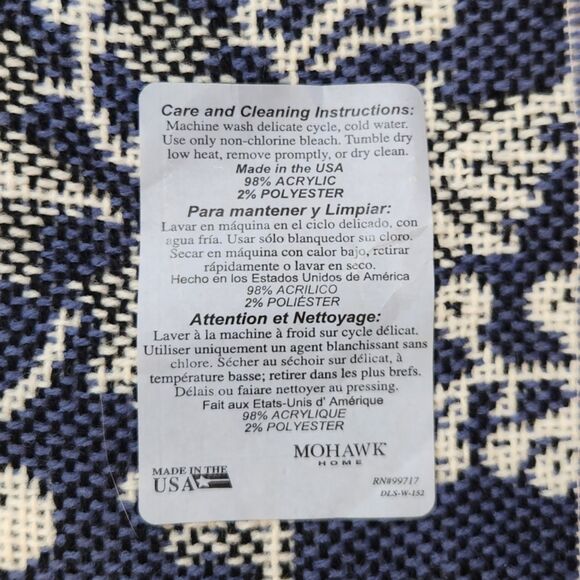 Care and Cleaning Instructions:
Machine wash delicate cycle, cold water.
Use only non-chlorine bleach. Tumble dry
low heat, remove promptly, or dry clean.
Made in the USA
98% ACRYLIC
2% POLYESTER
Para mantener y Limpiar:
Lavar en máquina en el ciclo delicado, con
agua fría. Usar sólo blanquedor sin cloro.
Secar en máquina con calor bajo, retirar
rápidamente o lavar en seco.
Hecho en los Estados Unidos de América
98% ACRILICO
2% POLIÉSTER
Attention et Nettoyage:
Laver à la machine à froid sur cycle délicat.
Utiliser uniquement un agent blanchissant sans
chlore. Sécher au séchoir sur délicat, à
température basse; retirer dans les plus brefs.
Délais ou faiare nettoyer au pressing.
Fait aux Etats-Unis d' Amérique
98% ACRYLIQUE
2% POLYESTER
MOHAWK
HOME
MADE IN THE
USA
RN#99717
DLS-W-152